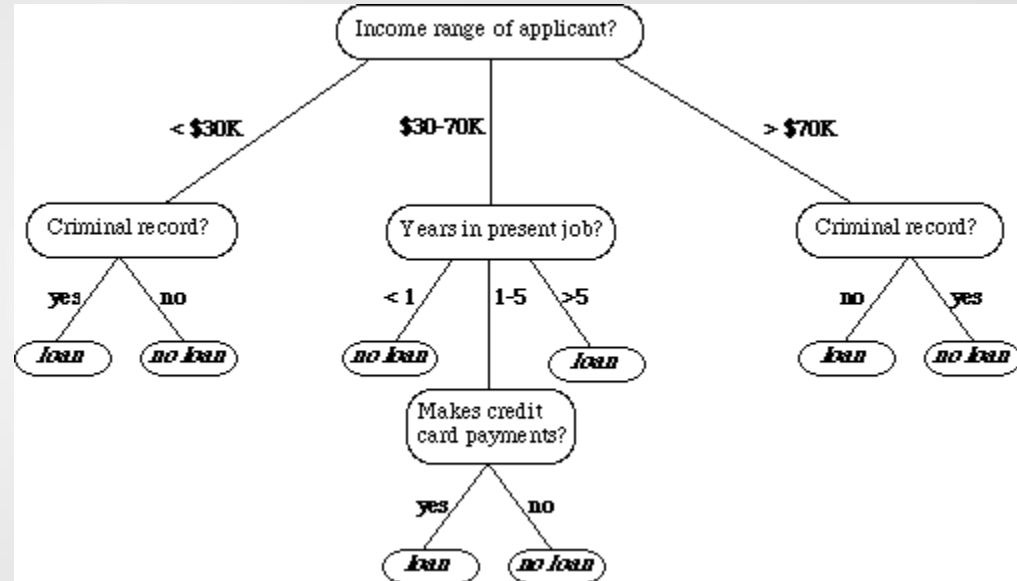 Income range of applicant?
< $30K
$30-70K
> $70K
Criminal record?
Years in present job?
Criminal record?
yes
no
< 1
1-5
>5
no
yes
loan
no loan
no loan
loan
loan
no loan
Makes credit
card payments?
yes
no
loan
no loan